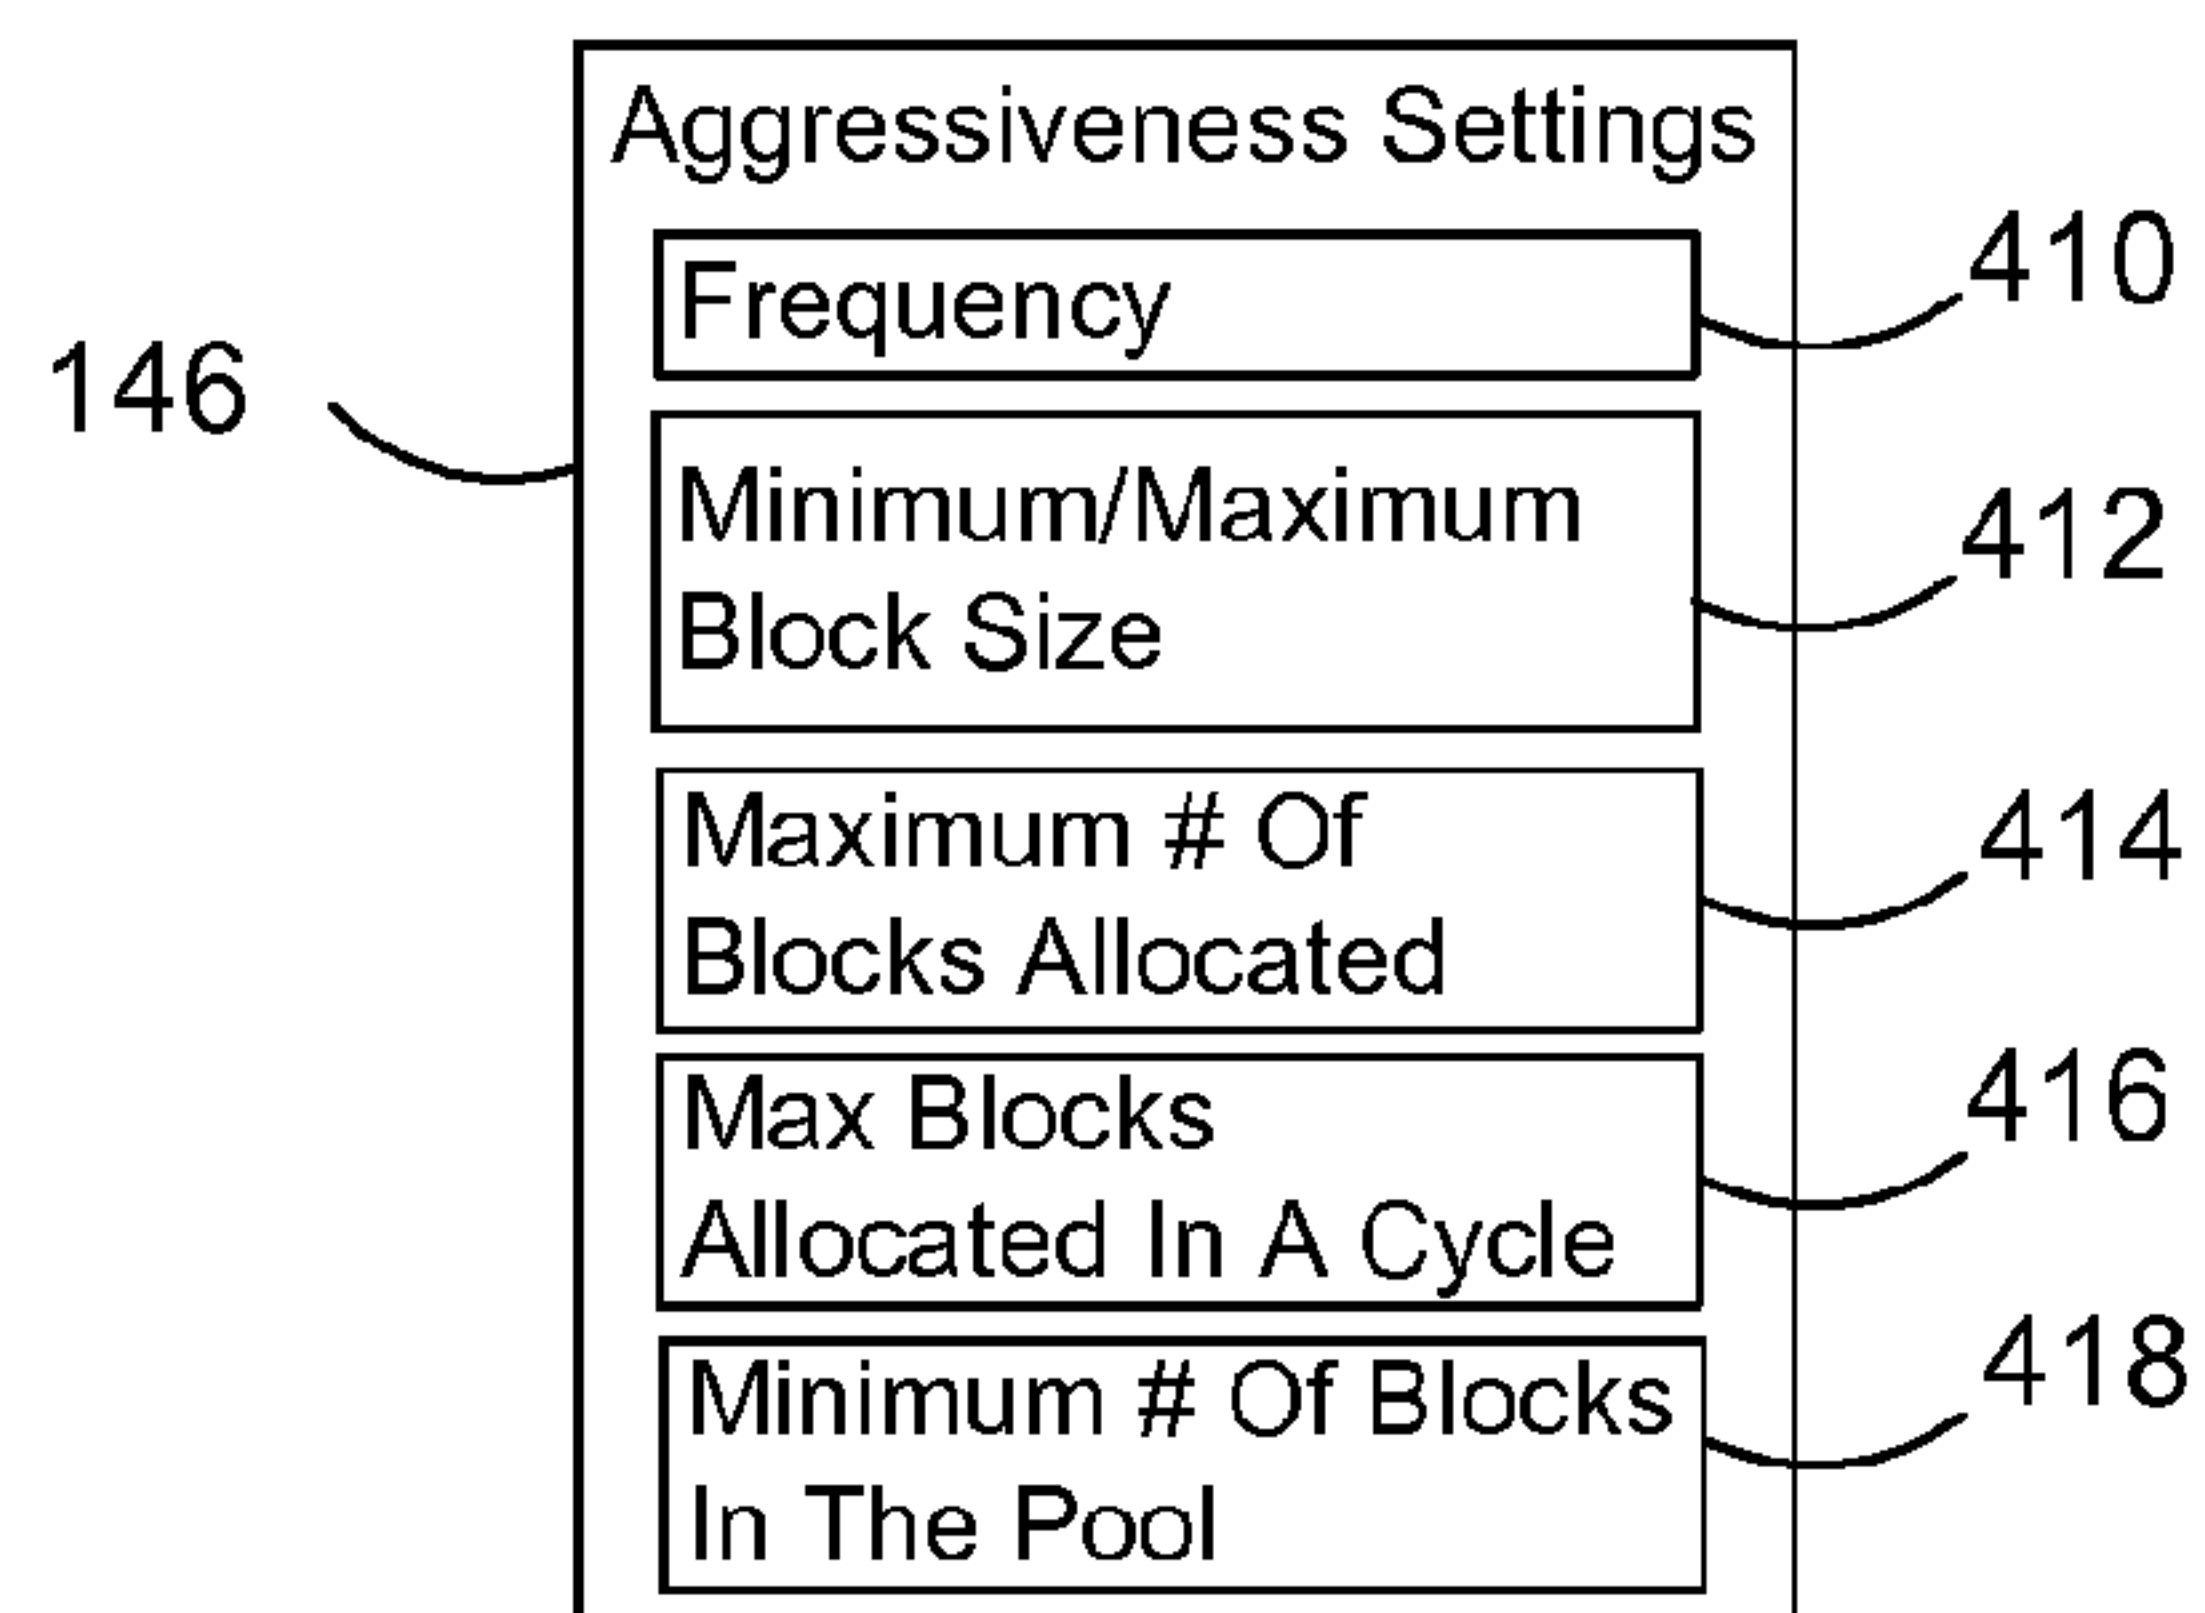 Aggressiveness Settings
Frequency
410
146
Minimum/Maximum
Block Size
412
Maximum # Of
Blocks Allocated
414
Max Blocks
Allocated In A Cycle
416
Minimum # Of Blocks
In The Pool
418